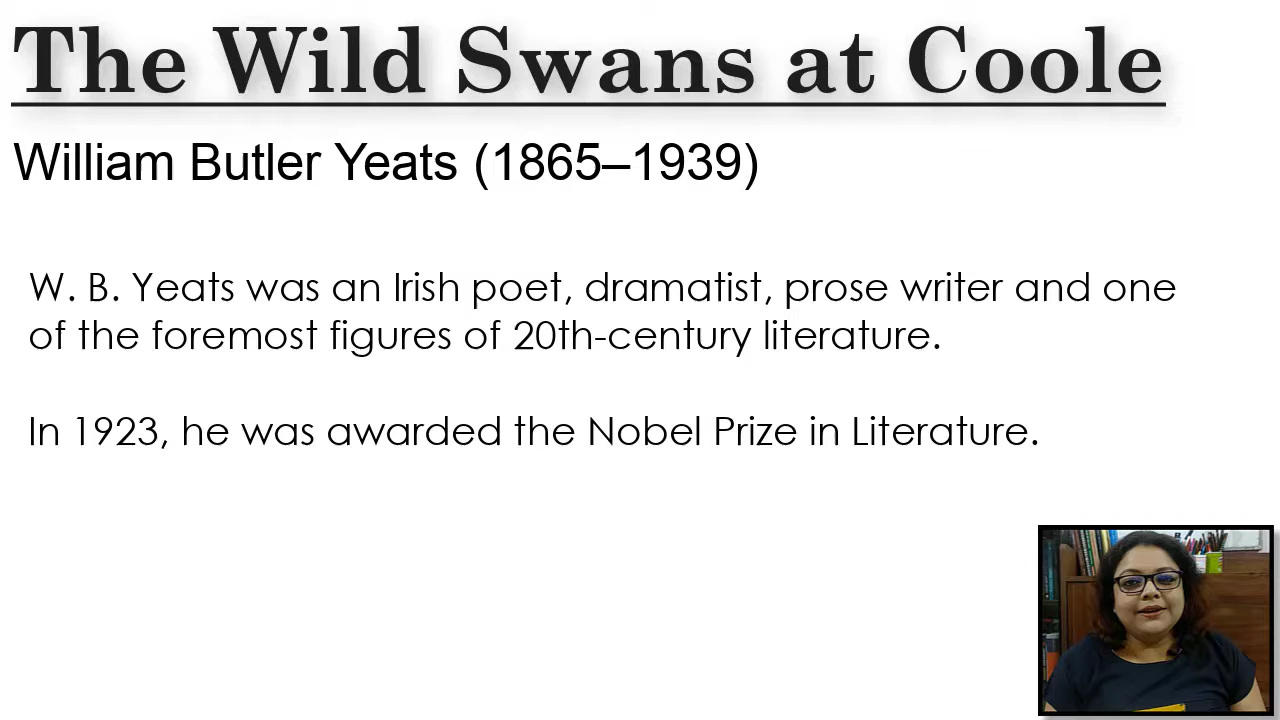 The Wild Swans at Coole
William Butler Yeats (1865–1939)
W. B. Yeats was an Irish poet, dramatist, prose writer and one
of the foremost figures of 20th-century literature.
In 1923, he was awarded the Nobel Prize in Literature.